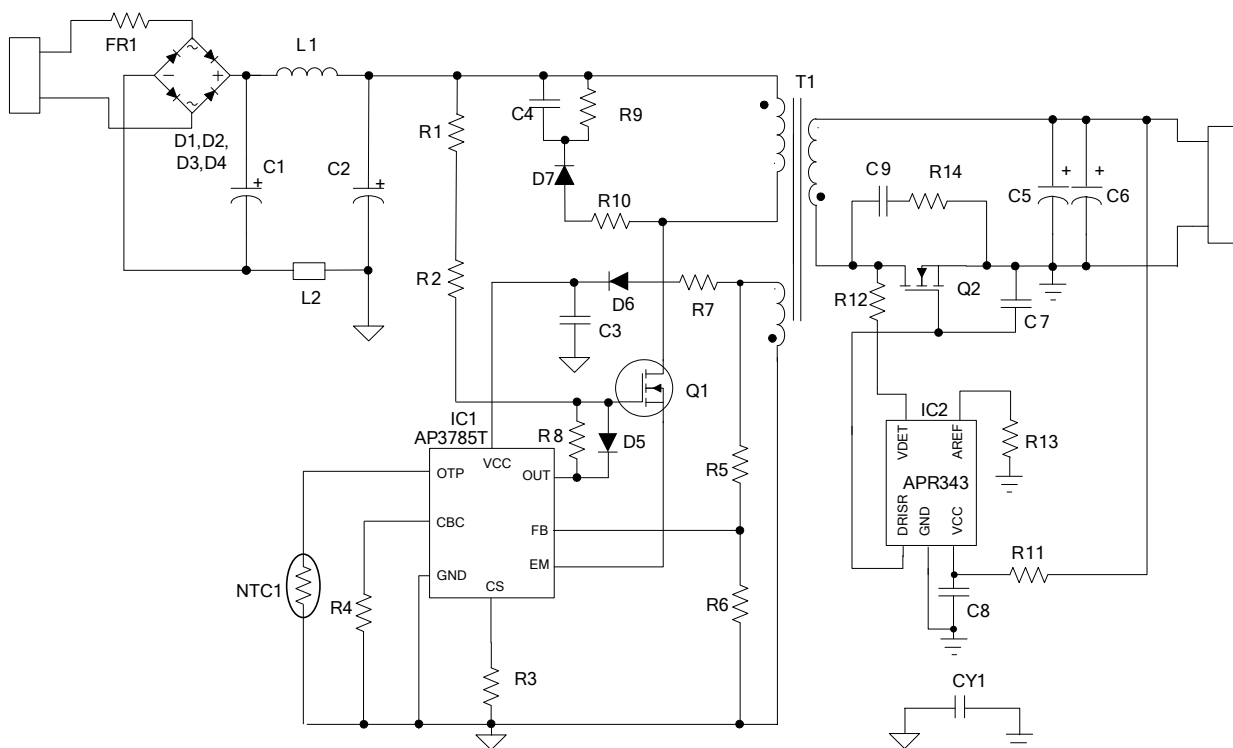 FR1
~
−
+
~
D1,D2,
D3,D4
L1
C1
+
C2
+
L2
R1
R2
C4
R9
D7
R10
T1
D6
R7
C3
Q1
IC1
AP3785T
R8
D5
OTP
VCC
OUT
CBC
FB
GND
EM
CS
NTC1
R4
R3
R5
R6
C9
R14
C5
+
C6
+
R12
Q2
C7
IC2
VDET
AREF
APR343
DRISR
GND
VCC
R13
R11
C8
CY1